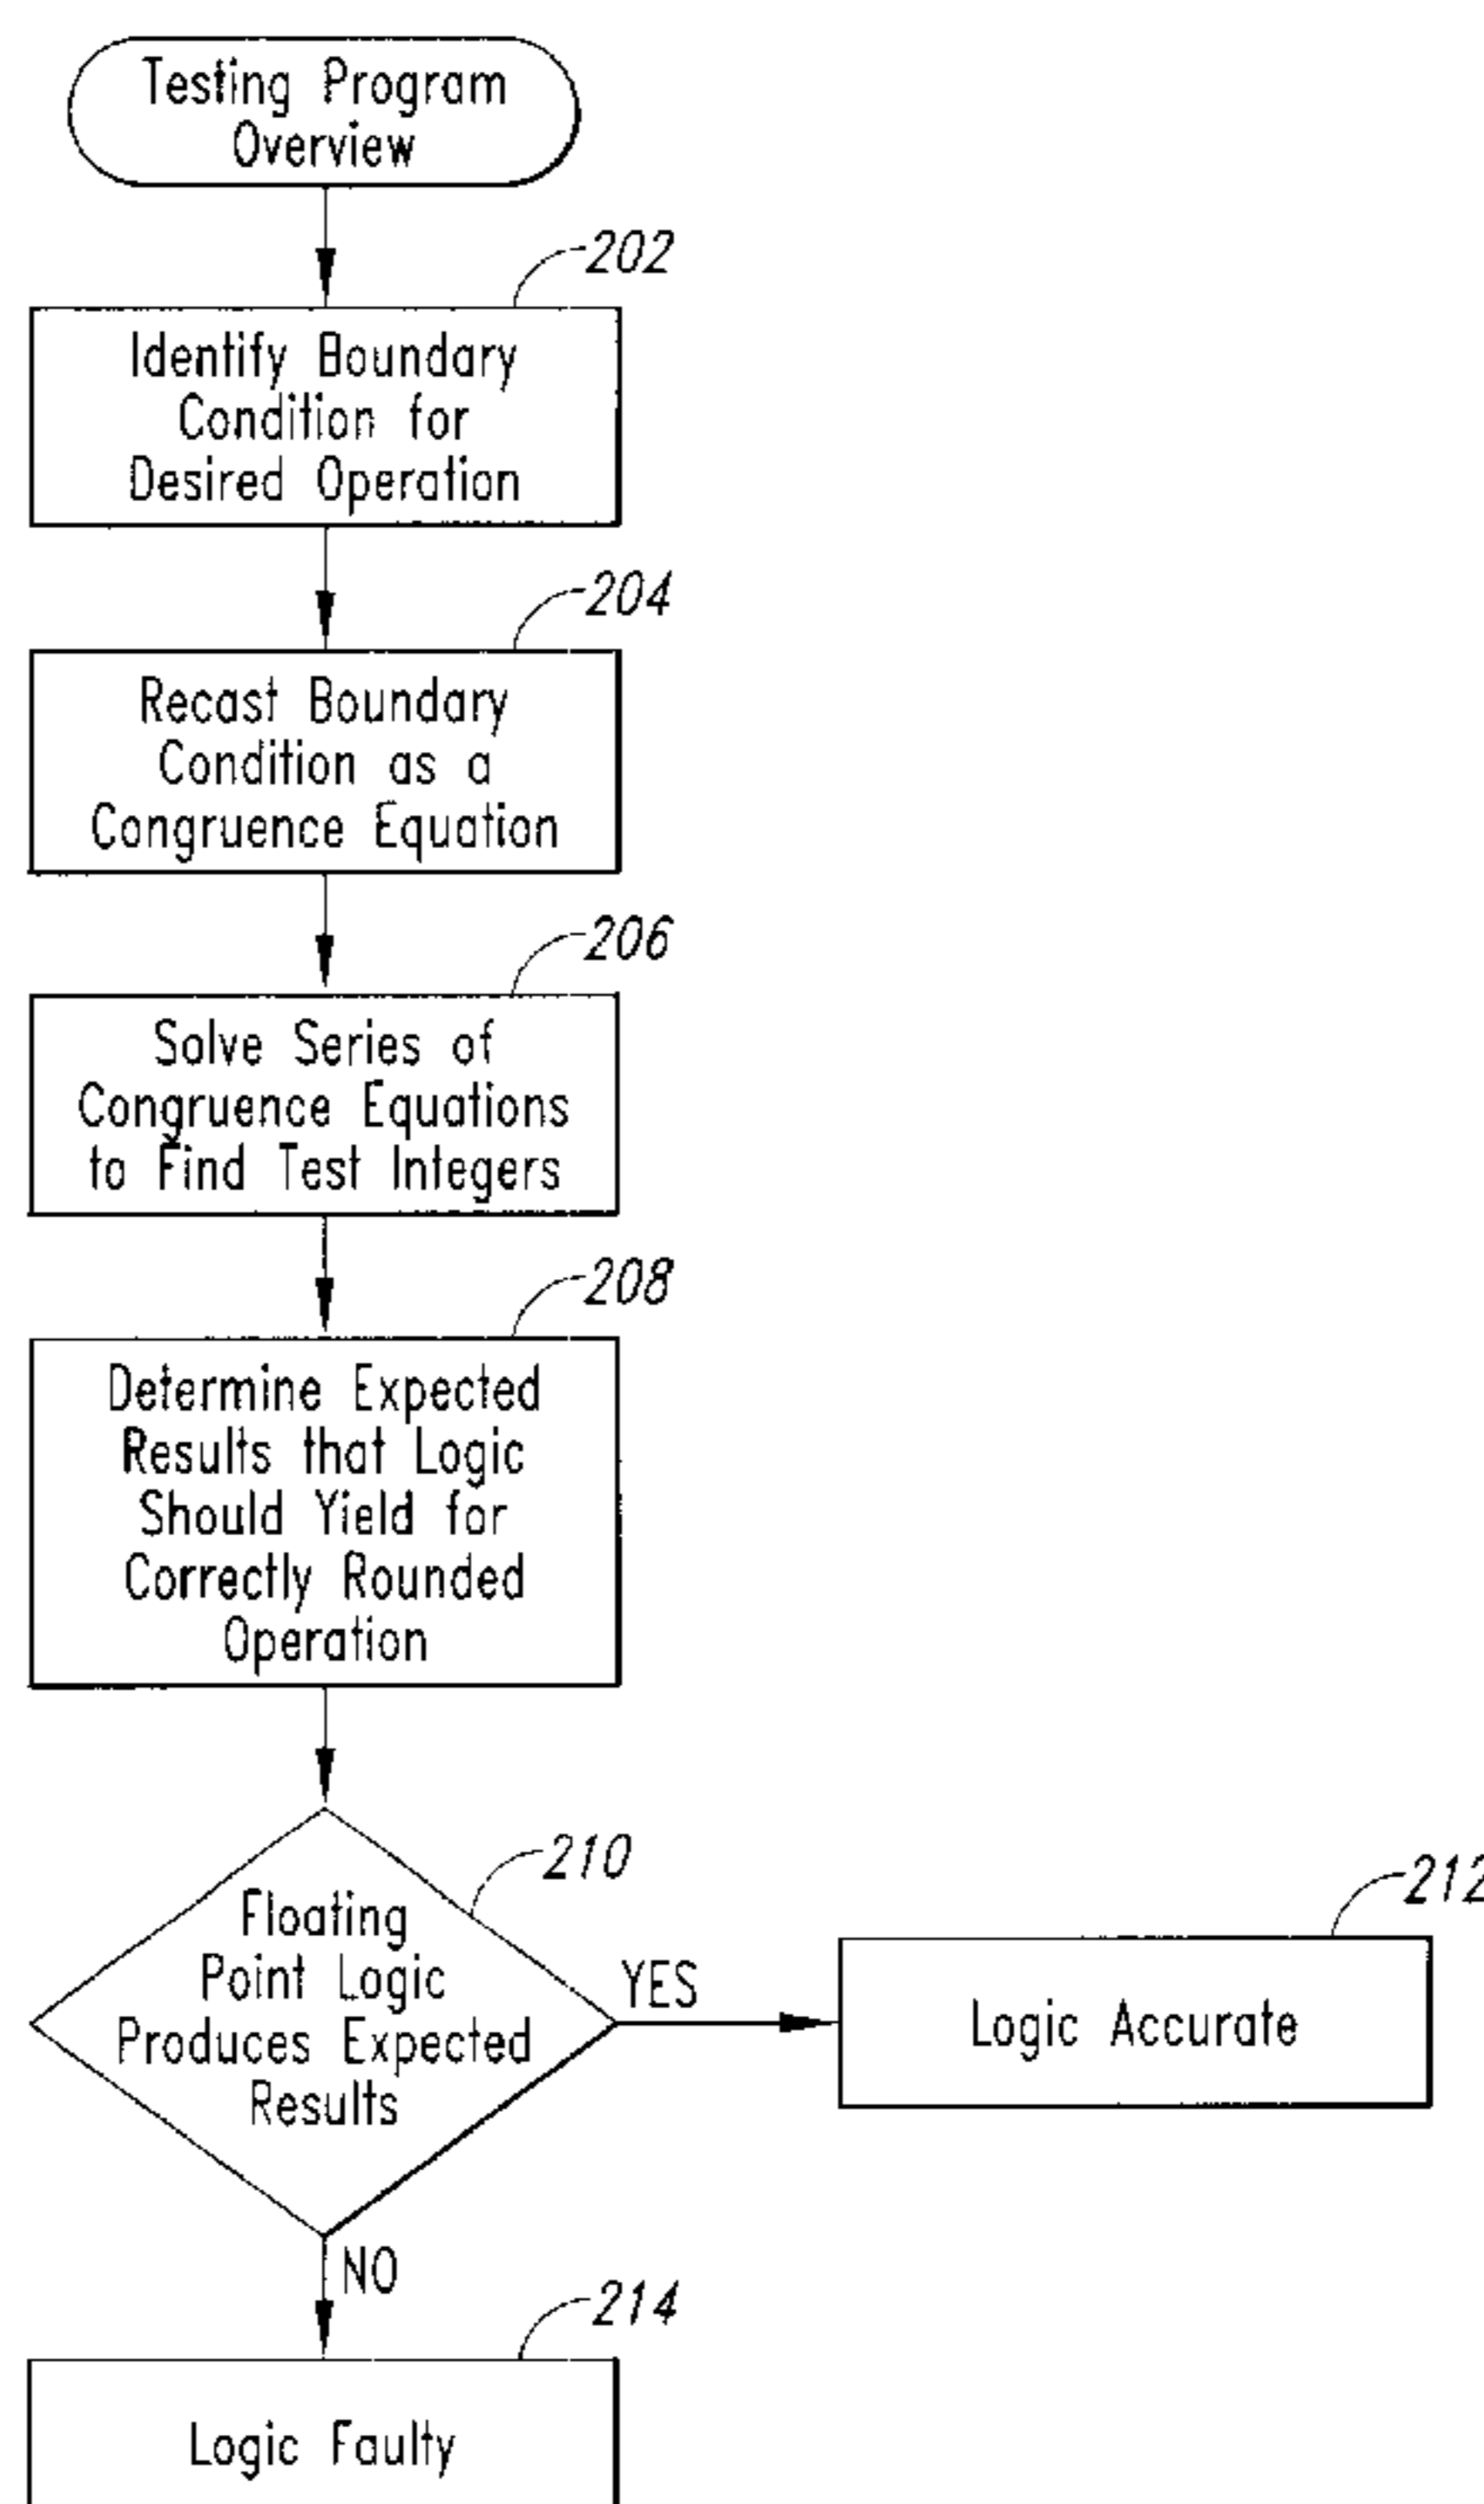 Testing Program
Overview
202
Identify Boundary
Condition for
Desired Operation
204
Recast Boundary
Condition as a
Congruence Equation
206
Solve Series of
Congruence Equations
to Find Test Integers
208
Determine Expected
Results that Logic
Should Yield for
Correctly Rounded
Operation
210
Floating
Point Logic
Produces Expected
Results
YES
212
Logic Accurate
NO
214
Logic Faulty